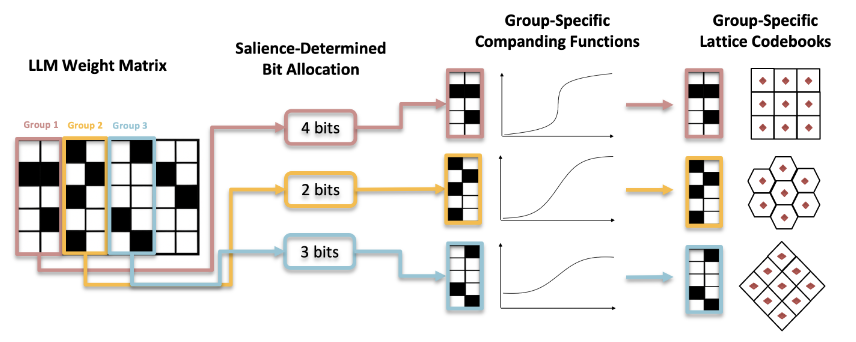 Group-Specific
Companding Functions
Group-Specific
Lattice Codebooks
Salience-Determined
Bit Allocation
LLM Weight Matrix
Group 1
Group 2
Group 3
4 bits
2 bits
3 bits